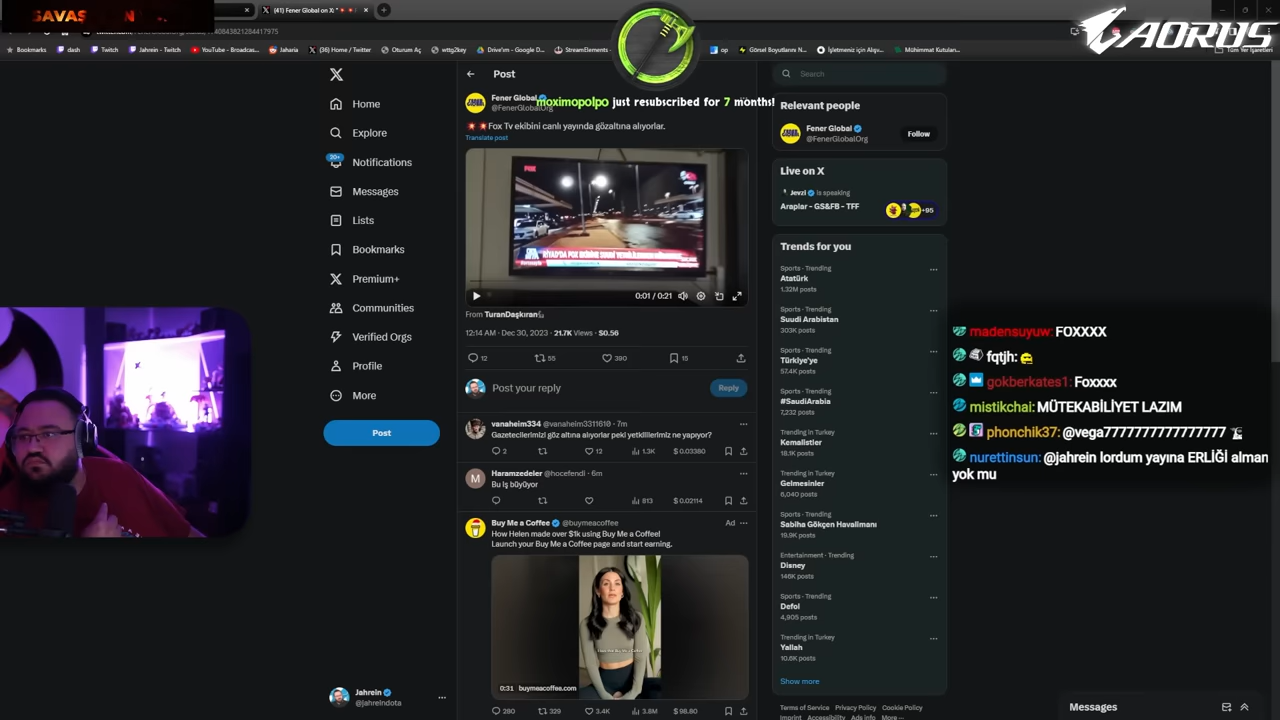 (41) Fener Global on X: "
40843821284417975
Bookmarks
dash
Twitch
Jahrein - Twitch
YouTube - Broadcas...
Jaharia
(36) Home / Twitter
Oturum Aç
wttg2key
Drive'ım - Google D...
StreamElements -
op
Görsel Boyutlarını N...
İşletmeniz için Alışv...
Mühimmat Kutuları...
Tüm Yer İşaretleri
AORUS
moximopolpo just resubscribed for 7 months!
Home
Explore
20+
Notifications
Messages
Lists
Bookmarks
Premium+
Communities
Verified Orgs
Profile
More
Post
Jahrein
@jahreindota
Post
Fener Global
@FenerGlobalOrg
Fox Tv ekibini canlı yayında gözaltına alıyorlar.
Translate post
FOX
0:01 / 0:21
From TuranDaşkıran
12:14 AM · Dec 30, 2023 · 21.7K Views · $0.56
12
55
390
15
Post your reply
Reply
vanaheim334 @vanaheim3311610 · 7m
Gazetecilerimizi göz altına alıyorlar peki yetkililerimiz ne yapıyor?
2
12
1.3K
$ 0.03380
M
Haramzedeler @hocefendi · 6m
Bu iş büyüyor
813
$ 0.02114
Buy Me a Coffee @buymeacoffee
Ad
How Helen made over $1k using Buy Me a Coffee!
Launch your Buy Me a Coffee page and start earning.
0:31 buymeacoffee.com
280
329
3.4K
3.8M
$ 98.80
Search
Relevant people
Fener Global
@FenerGlobalOrg
Follow
Live on X
Jevzi is speaking
Araplar - GS&FB - TFF
+95
Trends for you
Sports · Trending
Atatürk
1.32M posts
Sports · Trending
Suudi Arabistan
303K posts
Sports · Trending
Türkiye'ye
57.4K posts
Sports · Trending
#SaudiArabia
7,232 posts
Trending in Turkey
Kemalistler
18.1K posts
Trending in Turkey
Gelmesinler
6,040 posts
Sports · Trending
Sabiha Gökçen Havalimanı
19.9K posts
Entertainment · Trending
Disney
146K posts
Sports · Trending
Defol
4,905 posts
Trending in Turkey
Yallah
10.6K posts
Show more
Terms of Service Privacy Policy Cookie Policy
Imprint Accessibility Ads info More
madensuyuw: FOXXXX
fqtjh:
gokberkates1: Foxxxx
mistikchai: MÜTEKABİLİYET LAZIM
phonchik37: @vega7777777777777777
nurettinsun: @jahrein lordum yayına ERLİĞİ alman
yok mu
Messages